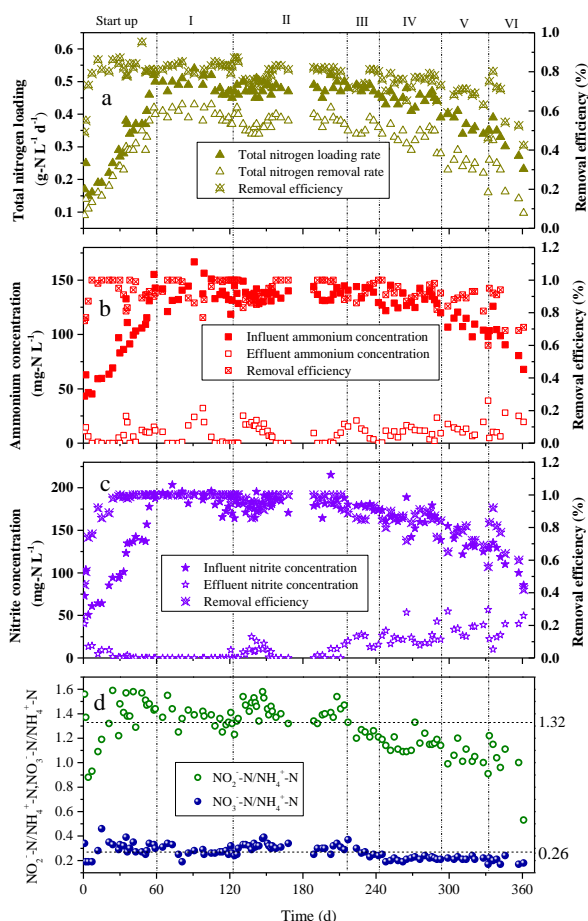 Start up I II III IV V VI
a
Total nitrogen loading
(g-N L⁻¹ d⁻¹)
0.6
0.5
0.4
0.3
0.2
0.1
Total nitrogen loading rate
Total nitrogen removal rate
Removal efficiency
1.0
0.8
0.6
0.4
0.2
0.0
Removal efficiency (%)
b
Ammonium concentration
(mg-N L⁻¹)
150
100
50
0
Influent ammonium concentration
Effluent ammonium concentration
Removal efficiency
1.2
1.0
0.8
0.6
0.4
0.2
0.0
Removal efficiency (%)
c
Nitrite concentration
(mg-N L⁻¹)
200
150
100
50
0
Influent nitrite concentration
Effluent nitrite concentration
Removal efficiency
1.2
1.0
0.8
0.6
0.4
0.2
0.0
Removal efficiency (%)
d
NO₂⁻-N/NH₄⁺-N,NO₃⁻-N/NH₄⁺-N
1.6
1.4
1.2
1.0
0.8
0.6
0.4
0.2
NO₂⁻-N/NH₄⁺-N
NO₃⁻-N/NH₄⁺-N
1.32
0.26
0 60 120 180 240 300 360
Time (d)